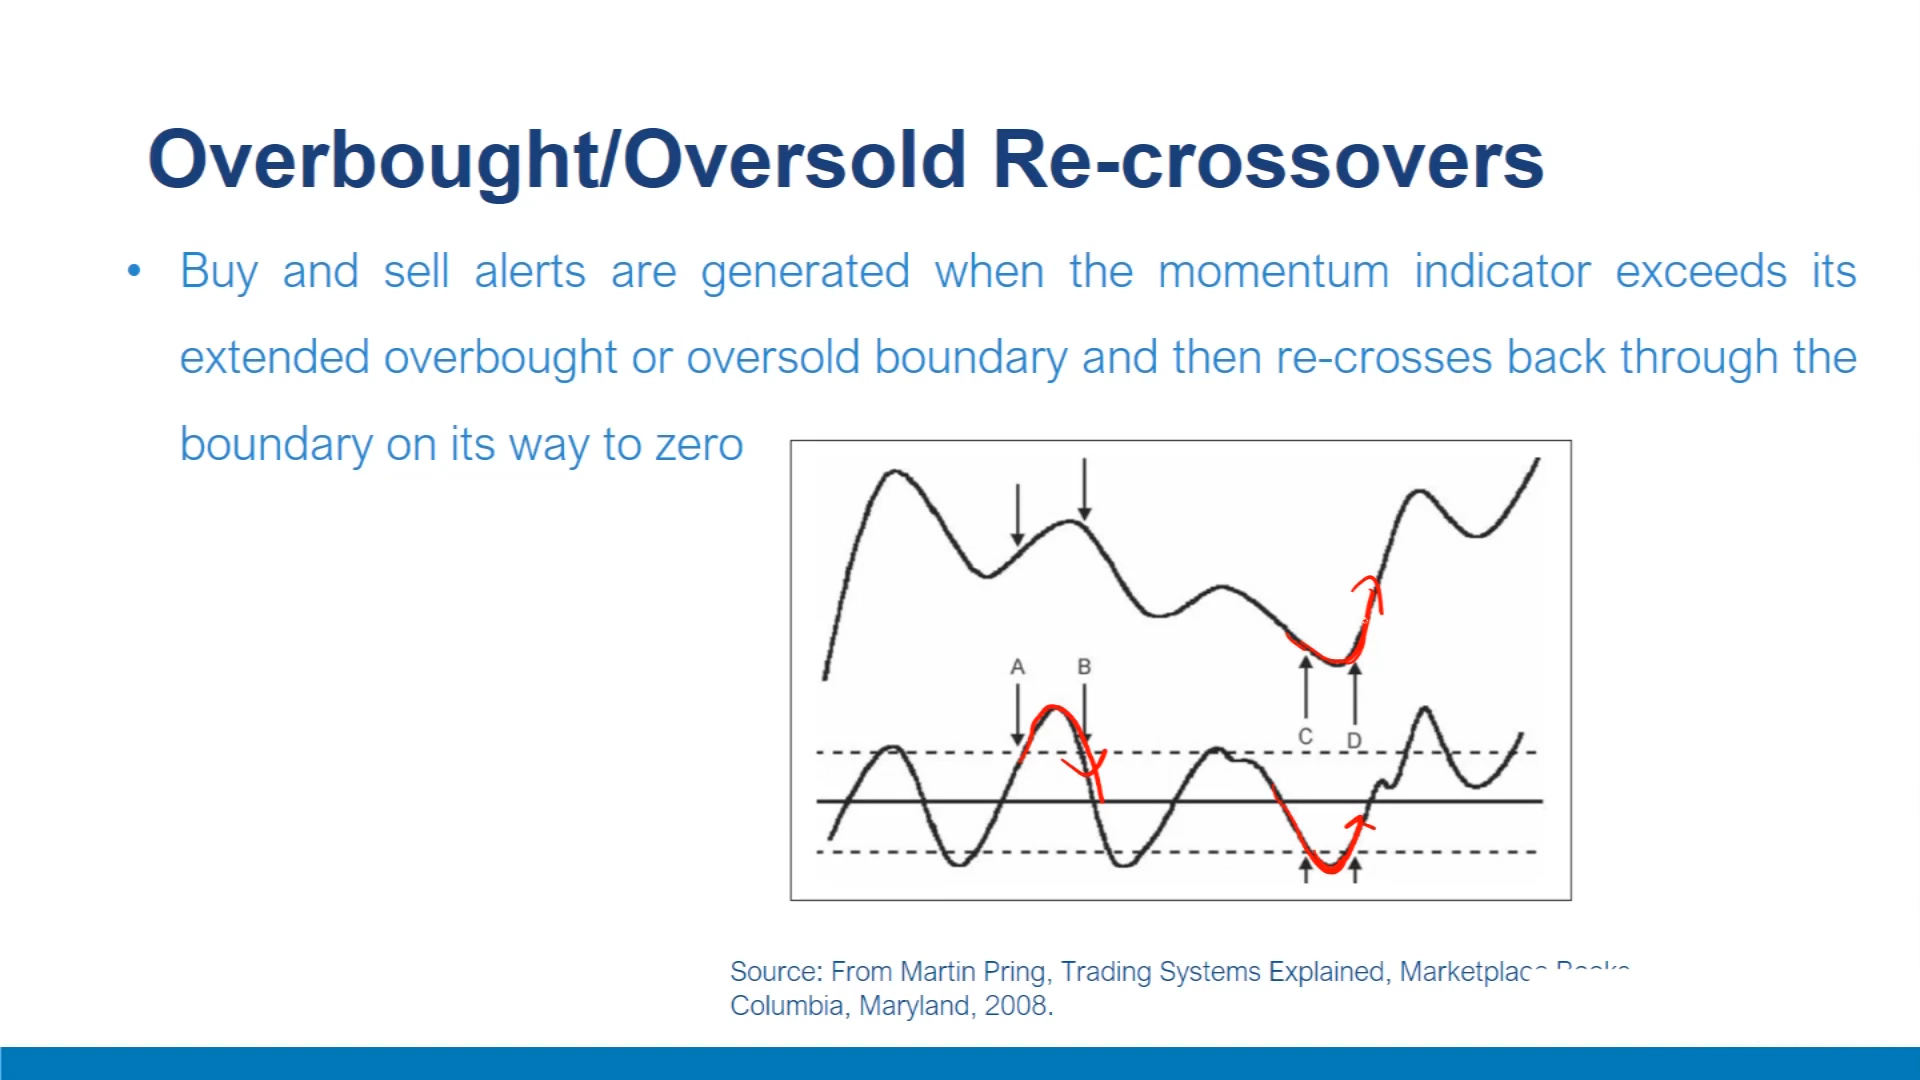 Overbought/Oversold Re-crossovers
• Buy and sell alerts are generated when the momentum indicator exceeds its
extended overbought or oversold boundary and then re-crosses back through the
boundary on its way to zero
A B
C D
Source: From Martin Pring, Trading Systems Explained, Marketplace
Columbia, Maryland, 2008.